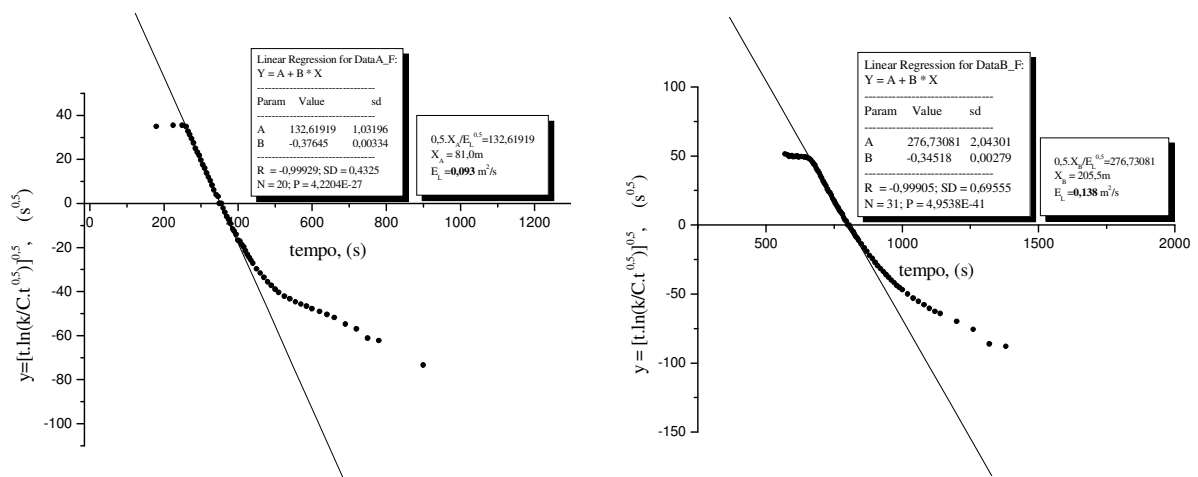 Linear Regression for DataA_F:
Y = A + B * X
Param Value sd
A 132,61919 1,03196
B -0,37645 0,00334
R = -0,99929; SD = 0,4325
N = 20; P = 4,2204E-27
0,5.X_A/E_L^0,5=132,61919
X_A = 81,0m
E_L=0,093 m²/s
40
20
0
-20
-40
-60
-80
-100
0 200 400 600 800 1000 1200
tempo, (s)
y=[t.ln(k/C.t^0,5)]^0,5, (s^0,5)
Linear Regression for DataB_F:
Y = A + B * X
Param Value sd
A 276,73081 2,04301
B -0,34518 0,00279
R = -0,99905; SD = 0,69555
N = 31; P = 4,9538E-41
0,5.X_B/E_L^0,5=276,73081
X_B = 205,5m
E_L=0,138 m²/s
100
50
0
-50
-100
-150
500 1000 1500 2000
tempo, (s)
y = [t.ln(k/C.t^0,5)]^0,5, (s^0,5)